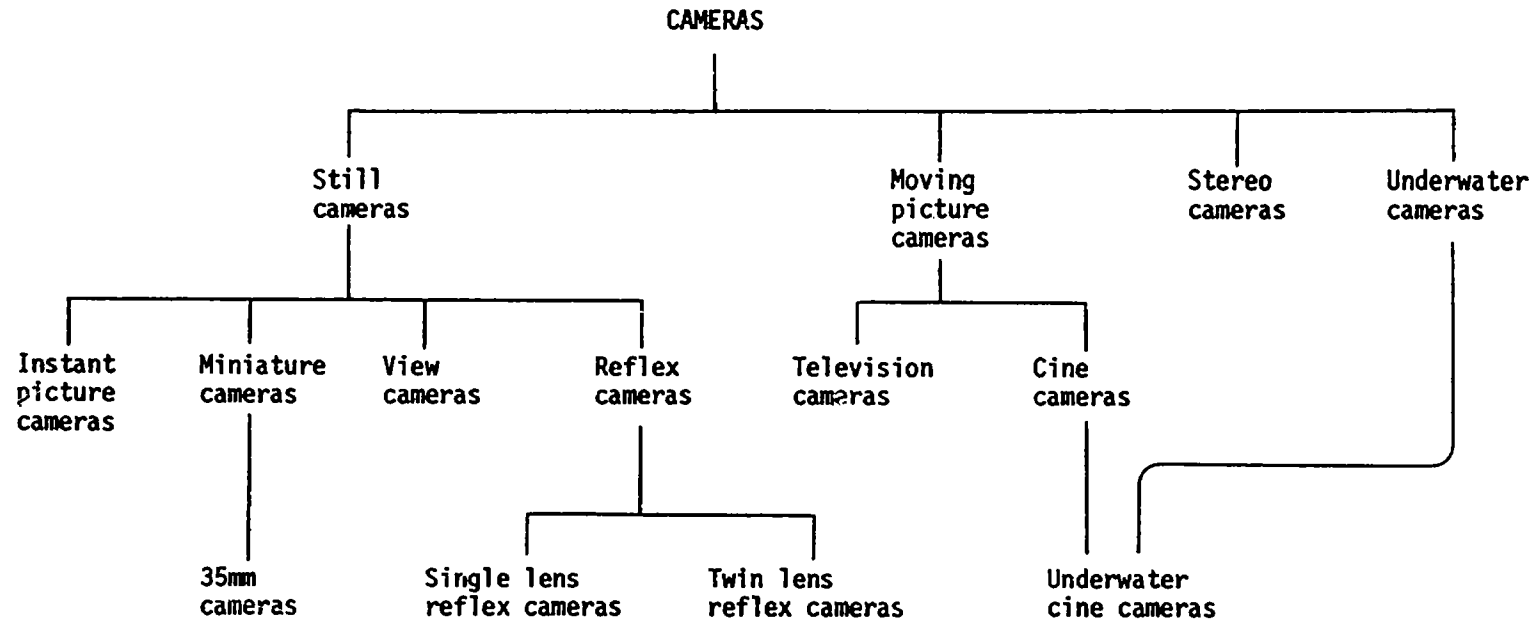 CAMERAS
Still
cameras
Moving
picture
cameras
Stereo
cameras
Underwater
cameras
Instant
picture
cameras
Miniature
cameras
View
cameras
Reflex
cameras
Television
cameras
Cine
cameras
35mm
cameras
Single lens
reflex cameras
Twin lens
reflex cameras
Underwater
cine cameras